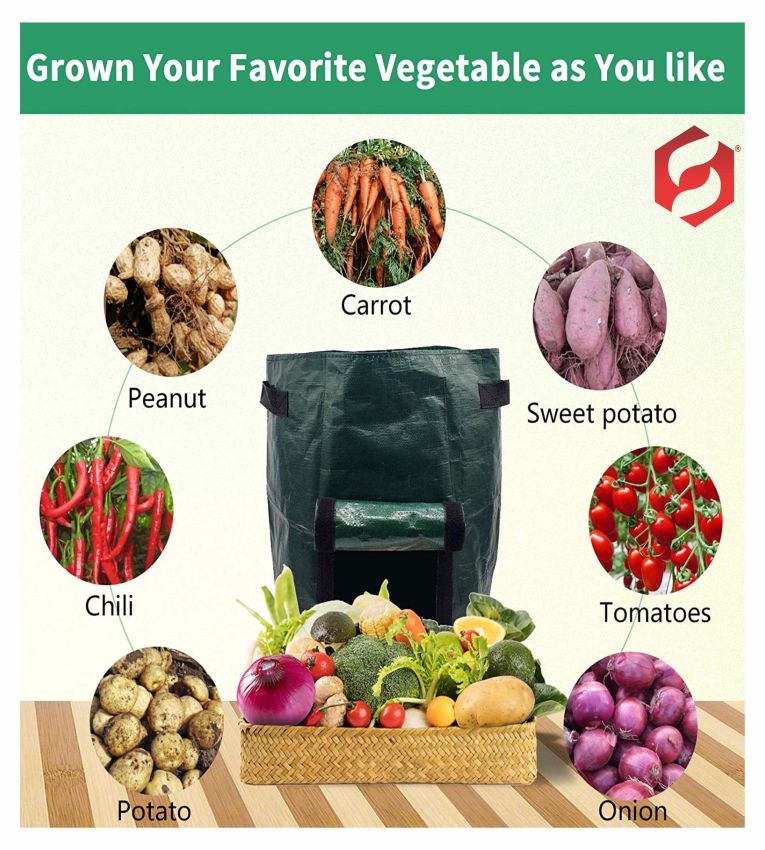 Grown Your Favorite Vegetable as You like
®
Carrot
Peanut
Sweet potato
Chili
Tomatoes
Potato
Onion